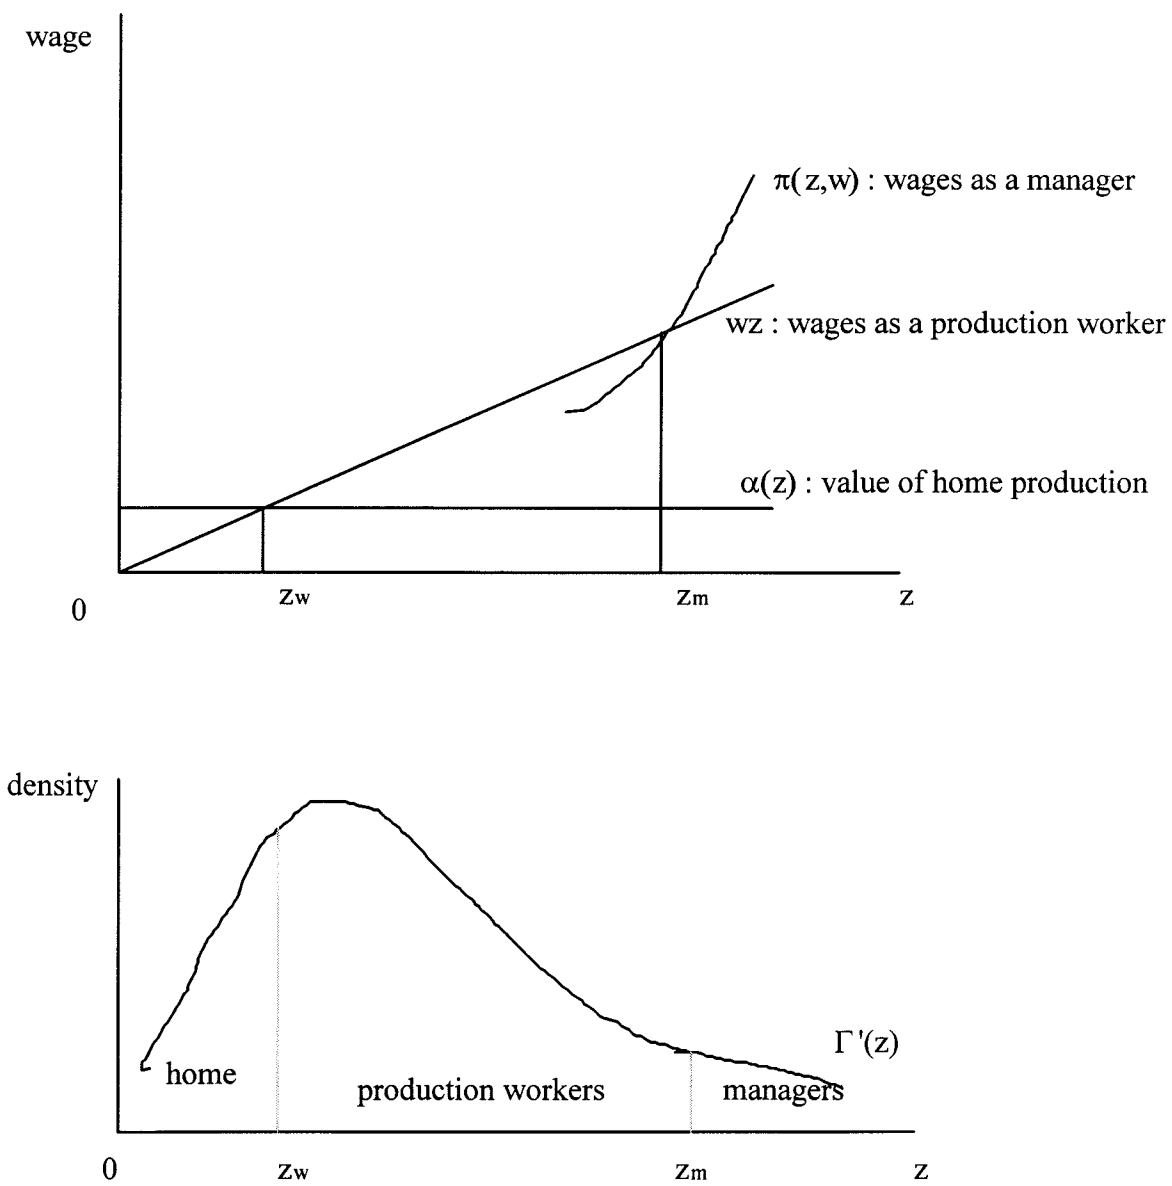 wage
π(z,w) : wages as a manager
wz : wages as a production worker
α(z) : value of home production
0
zw
zm
z
density
Γ'(z)
home
production workers
managers
0
zw
zm
z